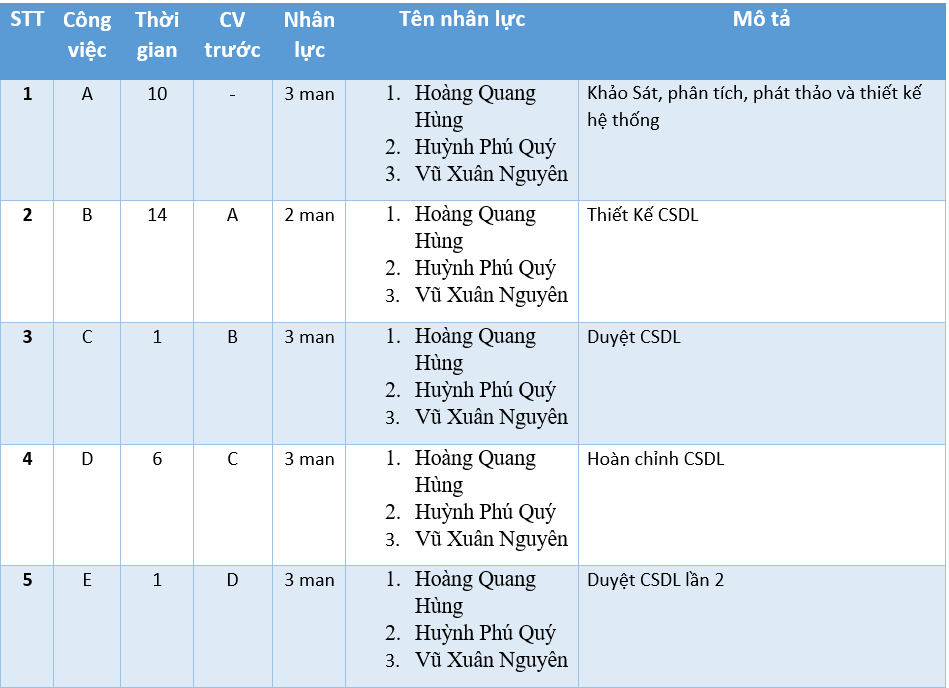 STT Công việc Thời gian CV trước Nhân lực Tên nhân lực Mô tả
1 A 10 - 3 man 1. Hoàng Quang Khảo Sát, phân tích, phát thảo và thiết kế
Hùng hệ thống
2. Huỳnh Phú Quý
3. Vũ Xuân Nguyên
2 B 14 A 2 man 1. Hoàng Quang Thiết Kế CSDL
Hùng
2. Huỳnh Phú Quý
3. Vũ Xuân Nguyên
3 C 1 B 3 man 1. Hoàng Quang Duyệt CSDL
Hùng
2. Huỳnh Phú Quý
3. Vũ Xuân Nguyên
4 D 6 C 3 man 1. Hoàng Quang Hoàn chỉnh CSDL
Hùng
2. Huỳnh Phú Quý
3. Vũ Xuân Nguyên
5 E 1 D 3 man 1. Hoàng Quang Duyệt CSDL lần 2
Hùng
2. Huỳnh Phú Quý
3. Vũ Xuân Nguyên